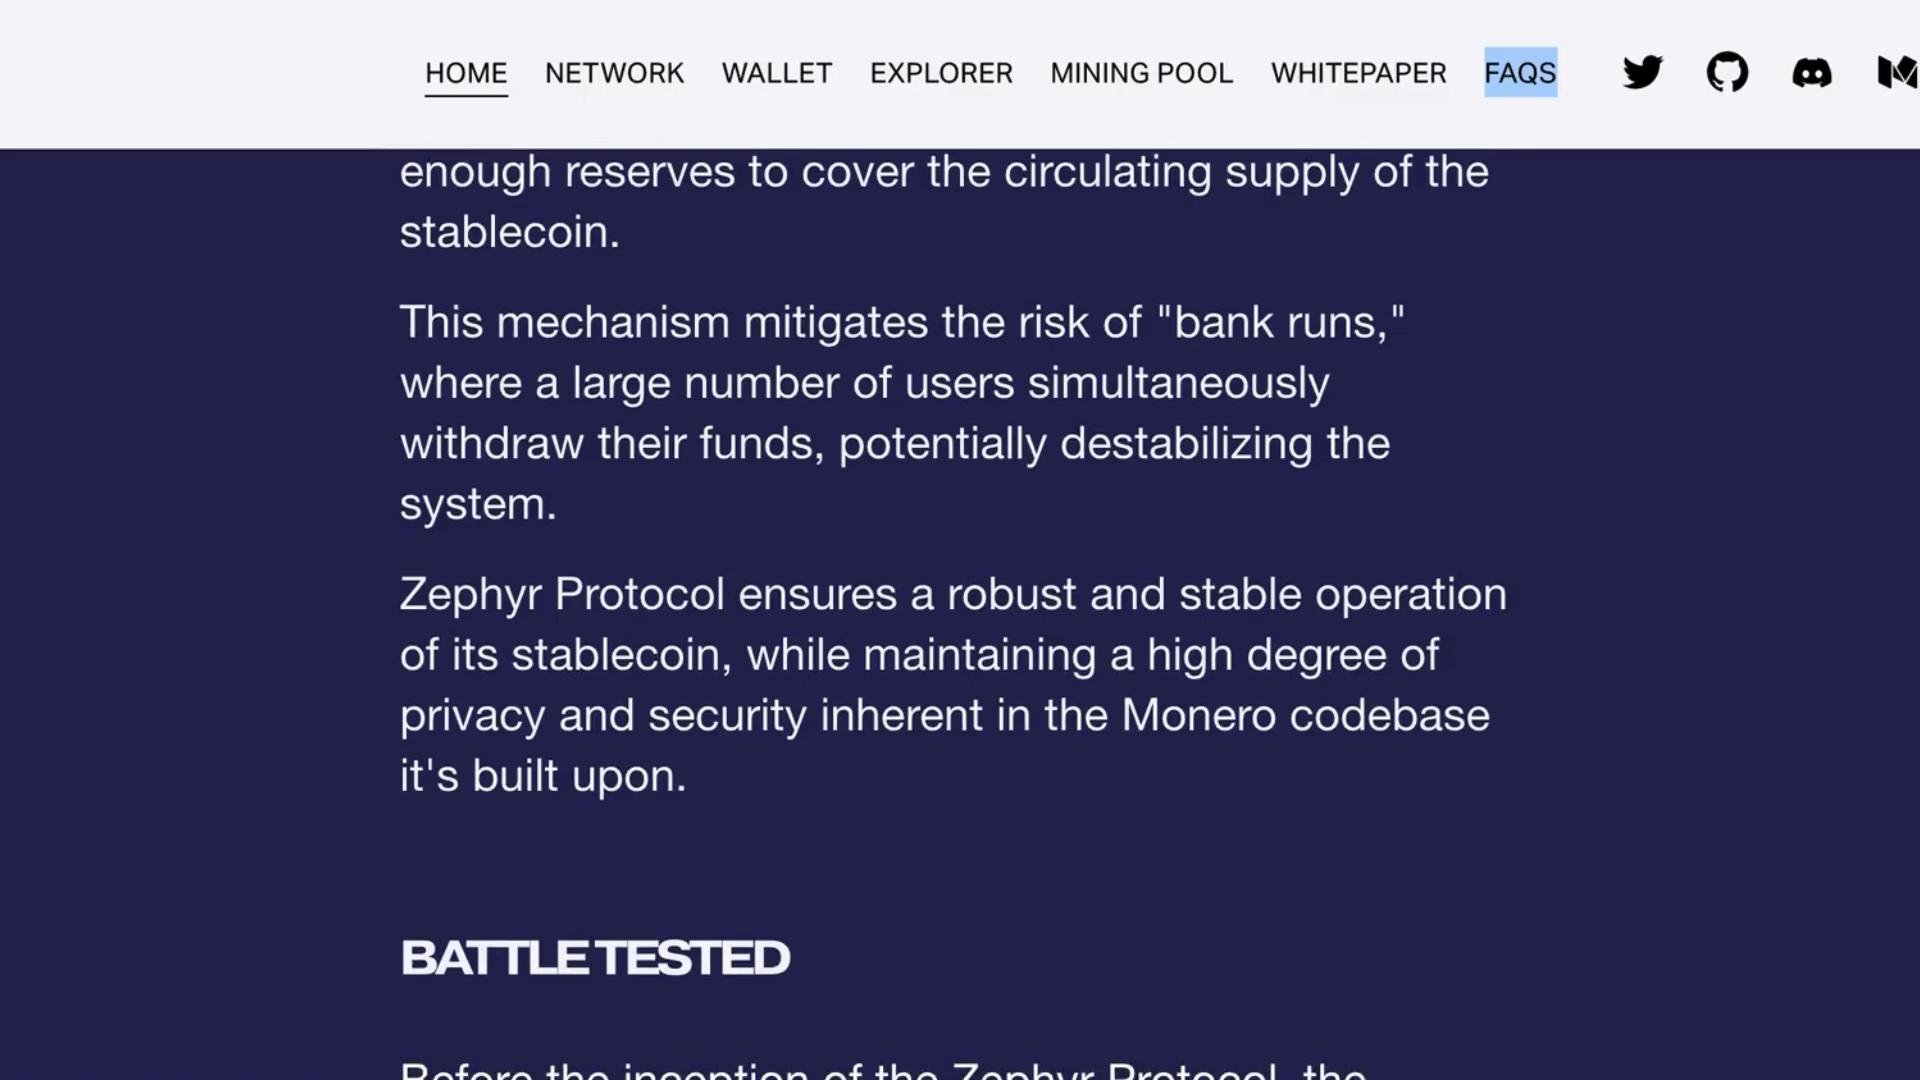 HOME NETWORK WALLET EXPLORER MINING POOL WHITEPAPER FAQS
enough reserves to cover the circulating supply of the
stablecoin.
This mechanism mitigates the risk of "bank runs,"
where a large number of users simultaneously
withdraw their funds, potentially destabilizing the
system.
Zephyr Protocol ensures a robust and stable operation
of its stablecoin, while maintaining a high degree of
privacy and security inherent in the Monero codebase
it's built upon.
BATTLE TESTED
Before the inception of the Zephyr Protocol, the